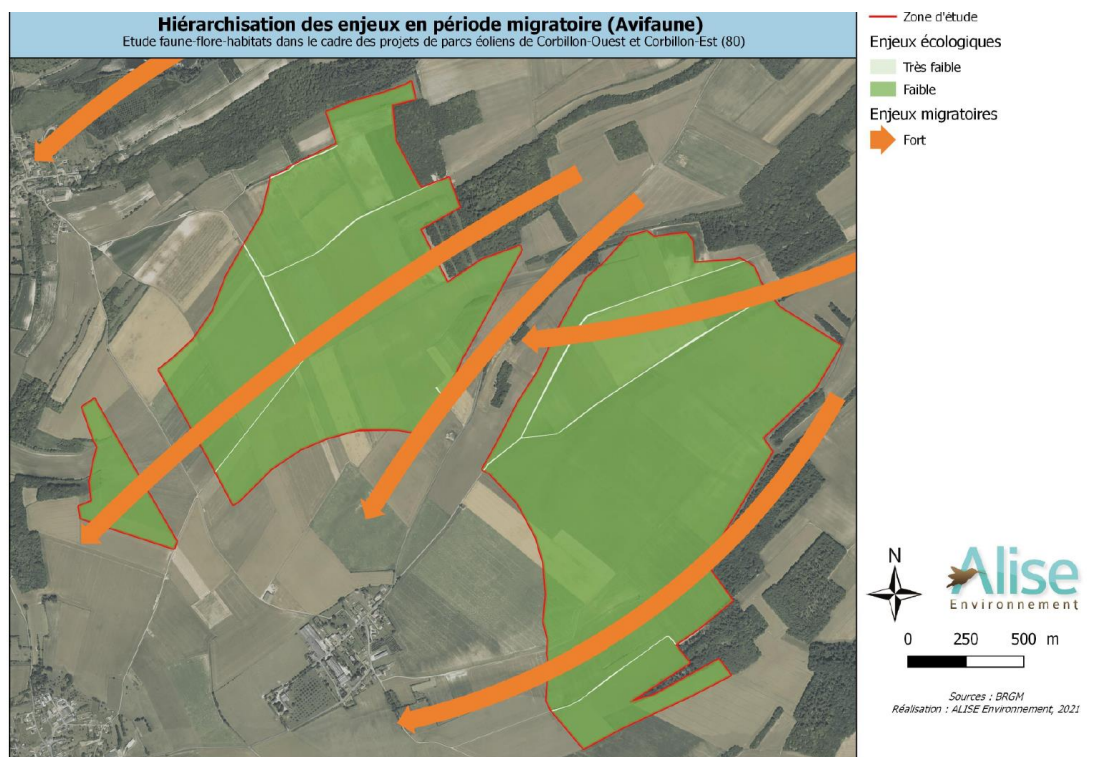 Hiérarchisation des enjeux en période migratoire (Avifaune)
Etude faune-flore-habitats dans le cadre des projets de parcs éoliens de Corbillon-Ouest et Corbillon-Est (80)
Zone d'étude
Enjeux écologiques
Très faible
Faible
Enjeux migratoires
Fort
N
Alise
Environnement
0 250 500 m
Sources : BRGM
Réalisation : ALISE Environnement, 2021